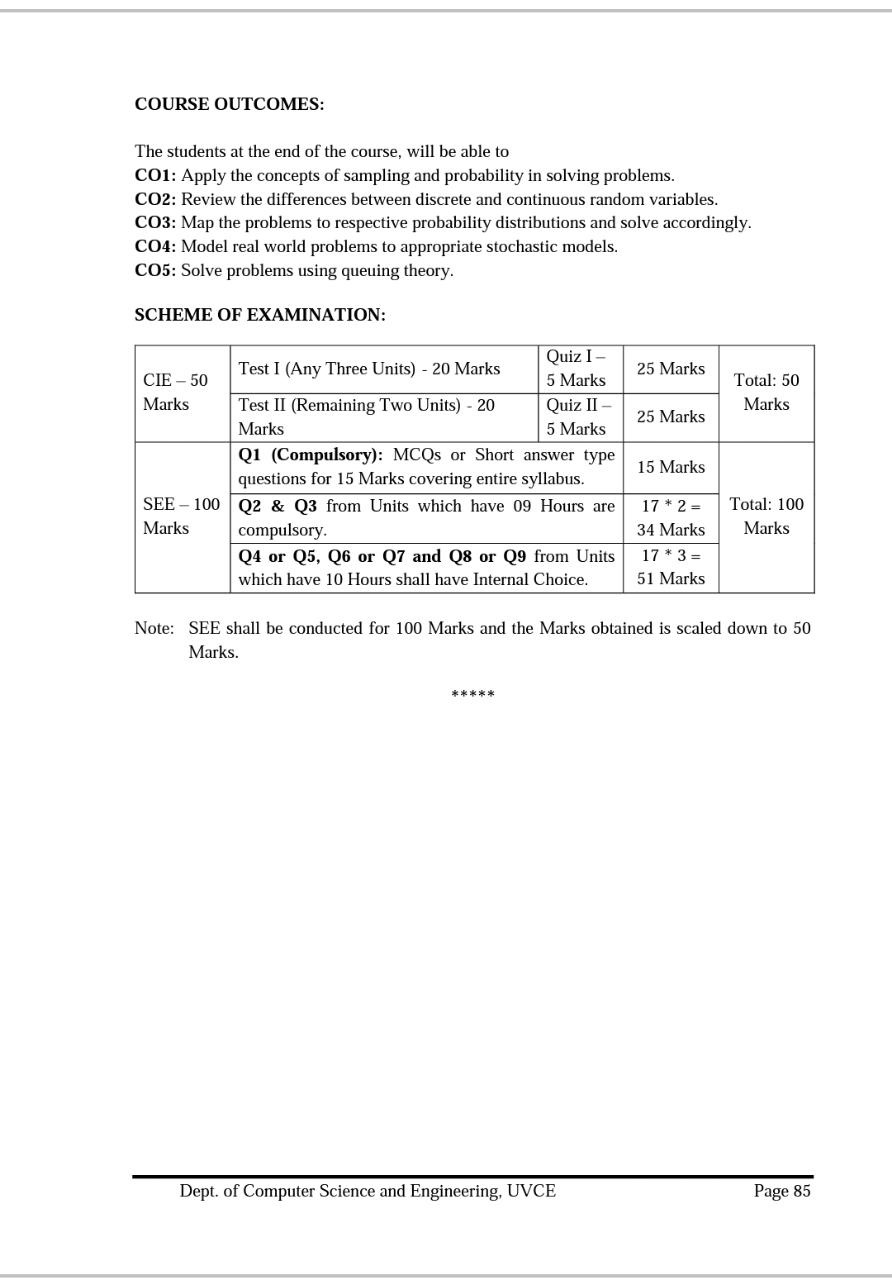 COURSE OUTCOMES:
The students at the end of the course, will be able to
CO1: Apply the concepts of sampling and probability in solving problems.
CO2: Review the differences between discrete and continuous random variables.
CO3: Map the problems to respective probability distributions and solve accordingly.
CO4: Model real world problems to appropriate stochastic models.
CO5: Solve problems using queuing theory.
SCHEME OF EXAMINATION:
CIE – 50
Marks
Test I (Any Three Units) - 20 Marks
Quiz I –
5 Marks
25 Marks
Total: 50
Marks
Test II (Remaining Two Units) - 20
Marks
Quiz II –
5 Marks
25 Marks
SEE – 100
Marks
Q1 (Compulsory): MCQs or Short answer type
questions for 15 Marks covering entire syllabus.
15 Marks
Total: 100
Marks
Q2 & Q3 from Units which have 09 Hours are
compulsory.
17 * 2 =
34 Marks
Q4 or Q5, Q6 or Q7 and Q8 or Q9 from Units
which have 10 Hours shall have Internal Choice.
17 * 3 =
51 Marks
Note: SEE shall be conducted for 100 Marks and the Marks obtained is scaled down to 50
Marks.
*****
Dept. of Computer Science and Engineering, UVCE Page 85